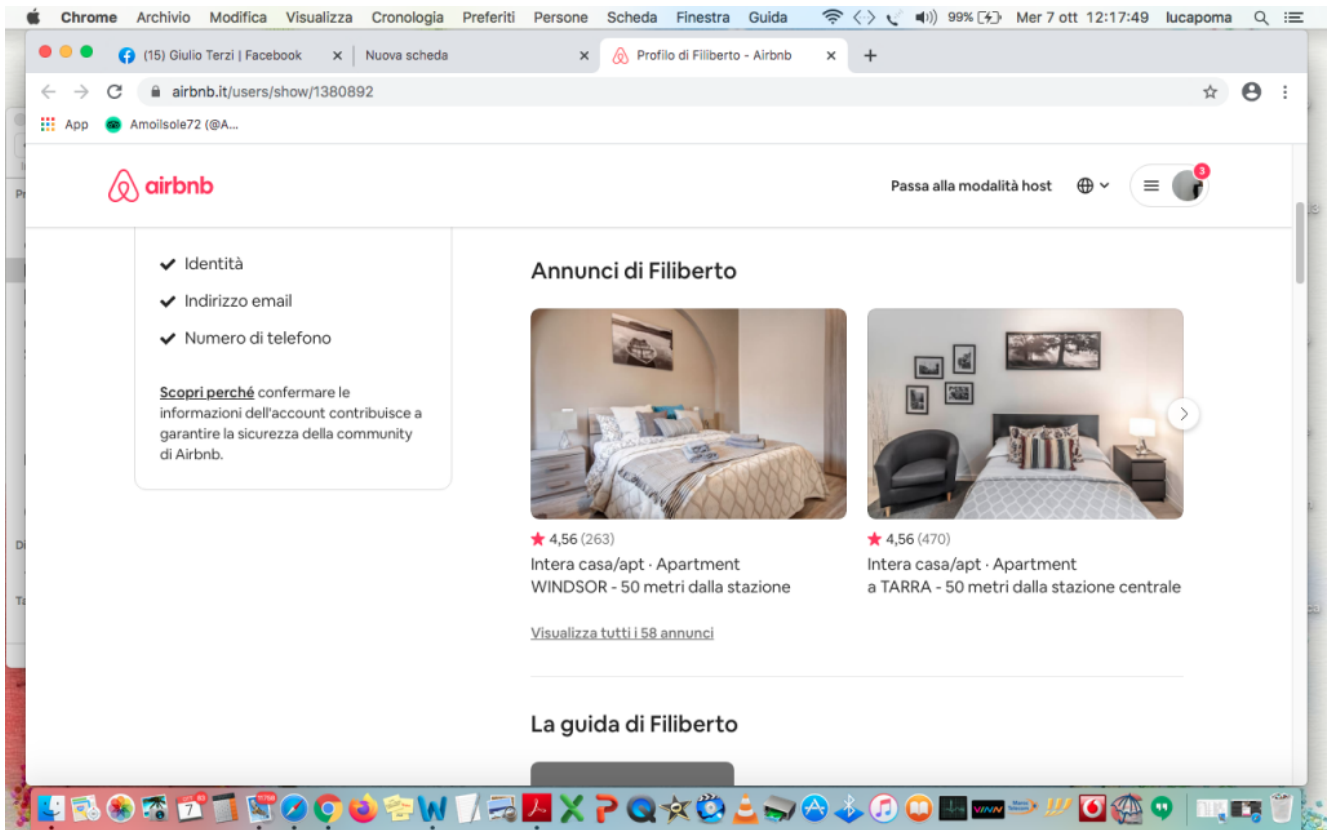 Chrome Archivio Modifica Visualizza Cronologia Preferiti Persone Scheda Finestra Guida 99% Mer 7 ott 12:17:49 lucapoma
(15) Giulio Terzi | Facebook Nuova scheda Profilo di Filiberto - Airbnb
airbnb.it/users/show/1380892
App Amoilsole72 (@A...
airbnb
Passa alla modalità host
3
Identità
Indirizzo email
Numero di telefono
Scopri perché confermare le
informazioni dell'account contribuisce a
garantire la sicurezza della community
di Airbnb.
Annunci di Filiberto
4,56 (263)
Intera casa/apt · Apartment
WINDSOR - 50 metri dalla stazione
4,56 (470)
Intera casa/apt · Apartment
a TARRA - 50 metri dalla stazione centrale
Visualizza tutti i 58 annunci
La guida di Filiberto